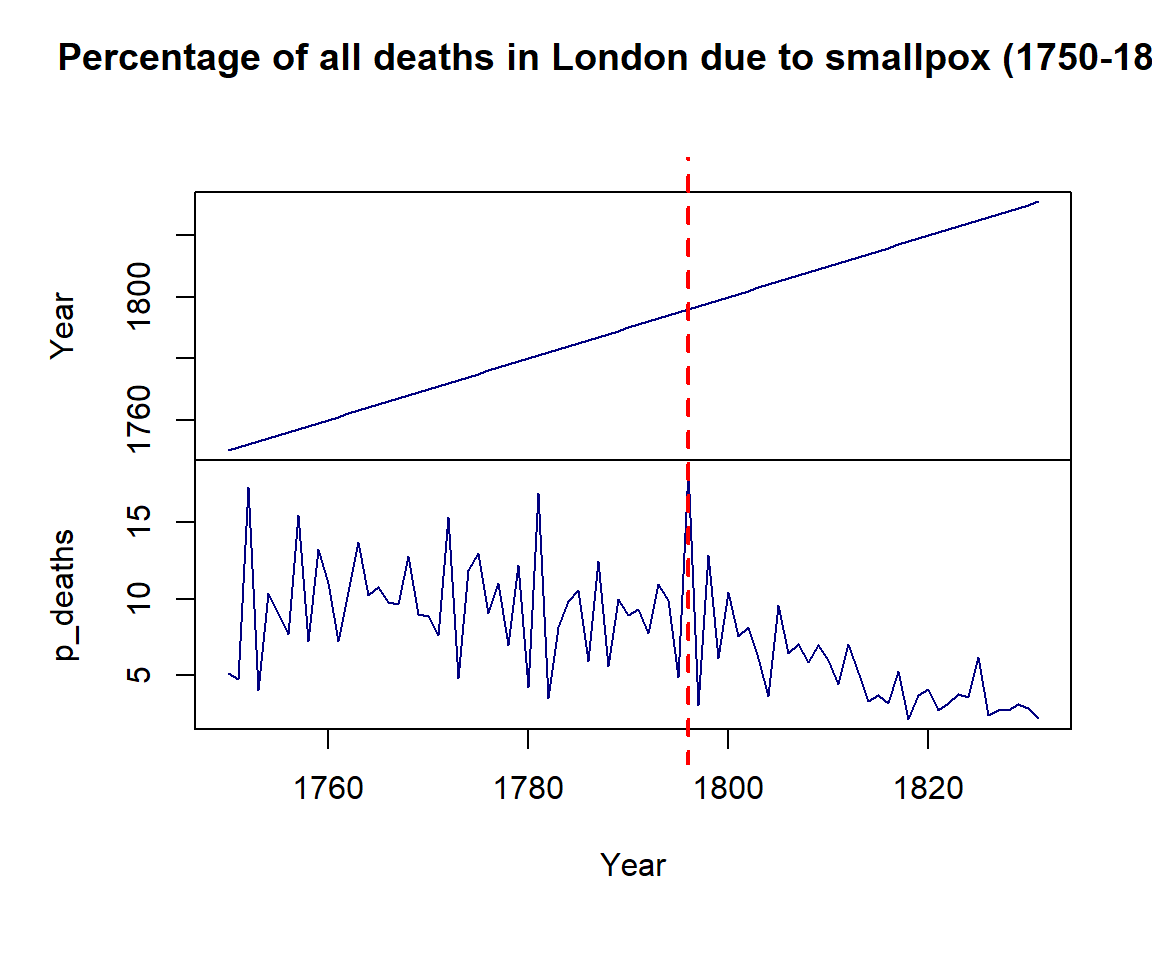 Percentage of all deaths in London due to smallpox (1750-18
Year
1800
1760
p_deaths
15
10
5
1760 1780 1800 1820
Year